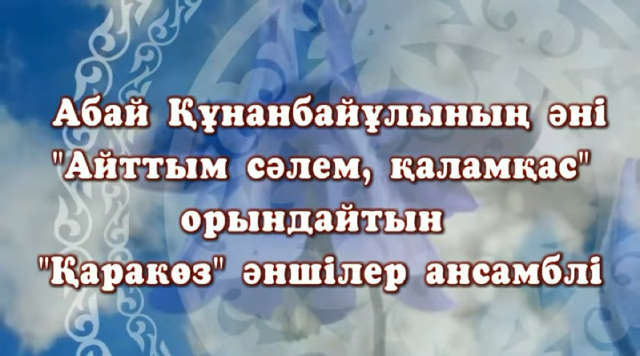 Абай Құнанбайұлының әні
"Айттым сәлем, қаламқас"
орындайтын
"Қаракөз" әншілер ансамблі